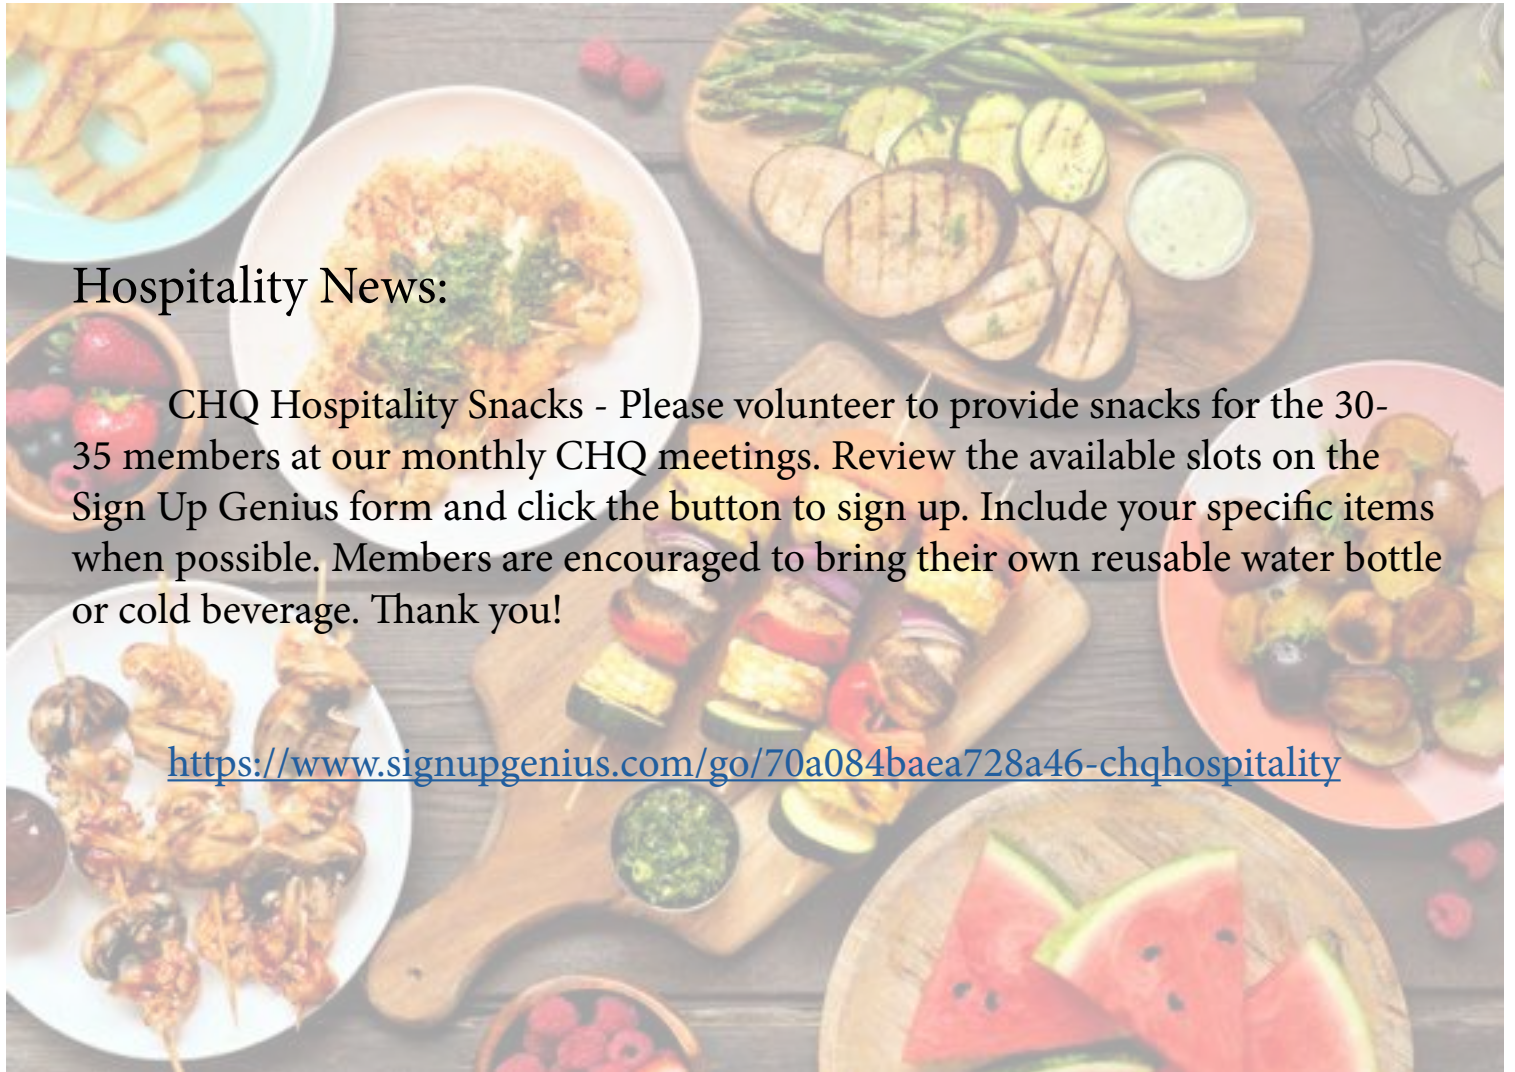 Hospitality News:
CHQ Hospitality Snacks - Please volunteer to provide snacks for the 30-
35 members at our monthly CHQ meetings. Review the available slots on the
Sign Up Genius form and click the button to sign up. Include your specific items
when possible. Members are encouraged to bring their own reusable water bottle
or cold beverage. Thank you!
https://www.signupgenius.com/go/70a084baea728a46-chqhospitality